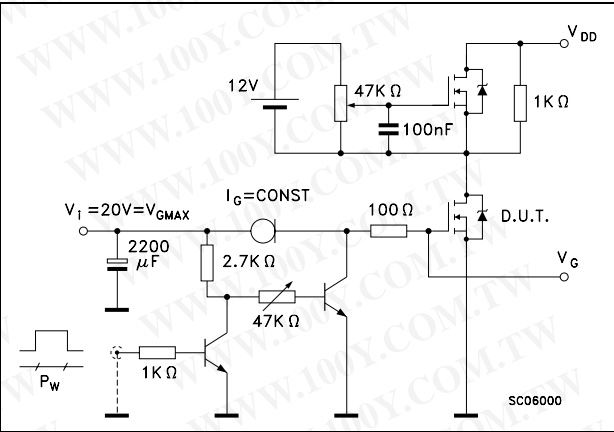 WWW.100Y.COM.TW
V_DD
12V
47K Ω
100nF
1K Ω
I_G=CONST
V_i=20V=V_GMAX
100 Ω
D.U.T.
2200
μF
2.7K Ω
V_G
47K Ω
1K Ω
P_W
SC06000